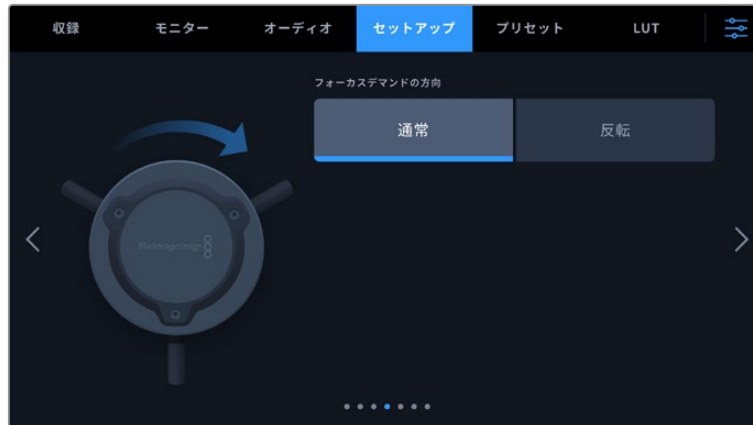 収録 モニター オーディオ セットアップ プリセット LUT
フォーカスデマンドの方向
通常 反転
Blackmagicdesign